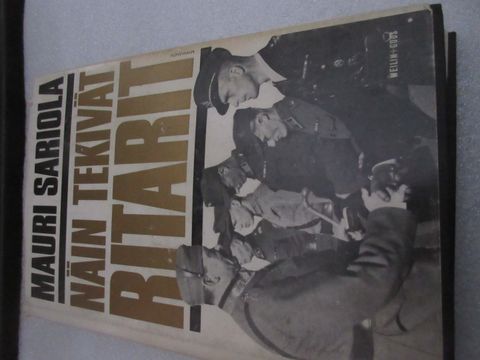 MAURI SARIOLA
NÄIN TEKIVÄT
RITARIT
WEILIN+GÖÖS